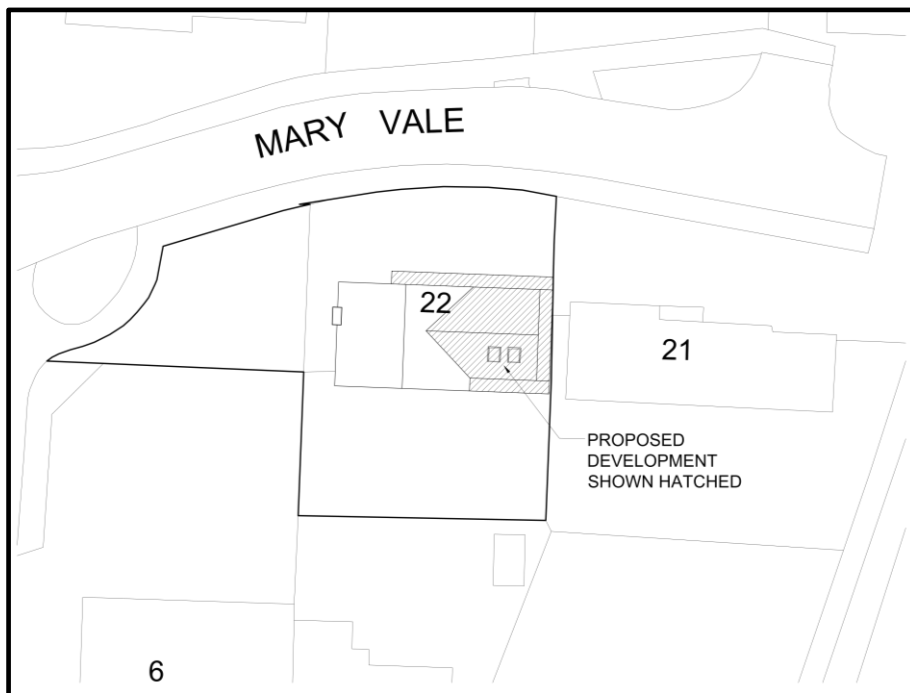 MARY VALE
22
21
PROPOSED
DEVELOPMENT
SHOWN HATCHED
6